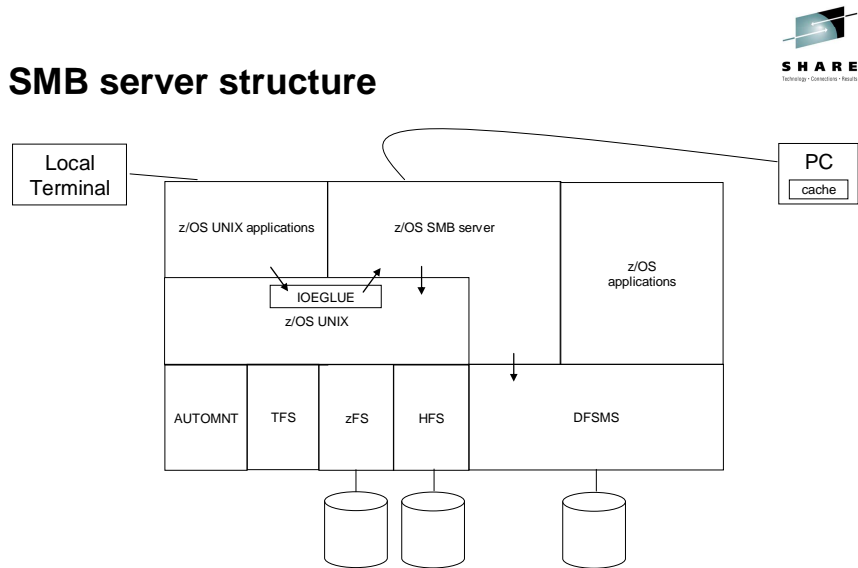 SHARE
Technology • Connections • Results
SMB server structure
Local
Terminal
PC
cache
z/OS UNIX applications
z/OS SMB server
z/OS
applications
IOEGLUE
z/OS UNIX
AUTOMNT
TFS
zFS
HFS
DFSMS